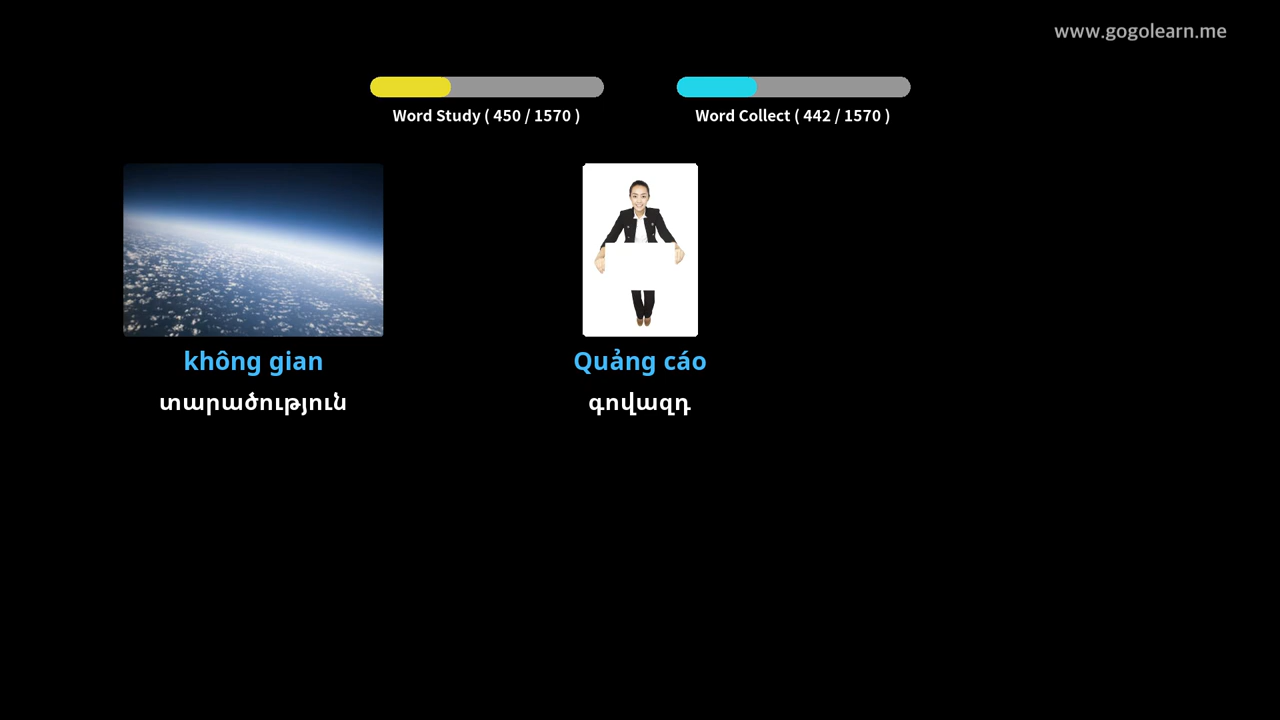 www.gogolearn.me
Word Study ( 450 / 1570 )
Word Collect ( 442 / 1570 )
không gian
տարածություն
Quảng cáo
գովազդ